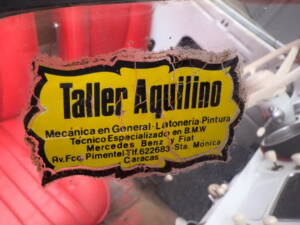 Taller Aquilino
Mecánica en General-Latonería-Pintura
Técnico Especializado en B.M.W
Mercedes Benz y Fiat
Av. Fco. Pimentel Tlf. 622683-Sta. Mónica
Caracas